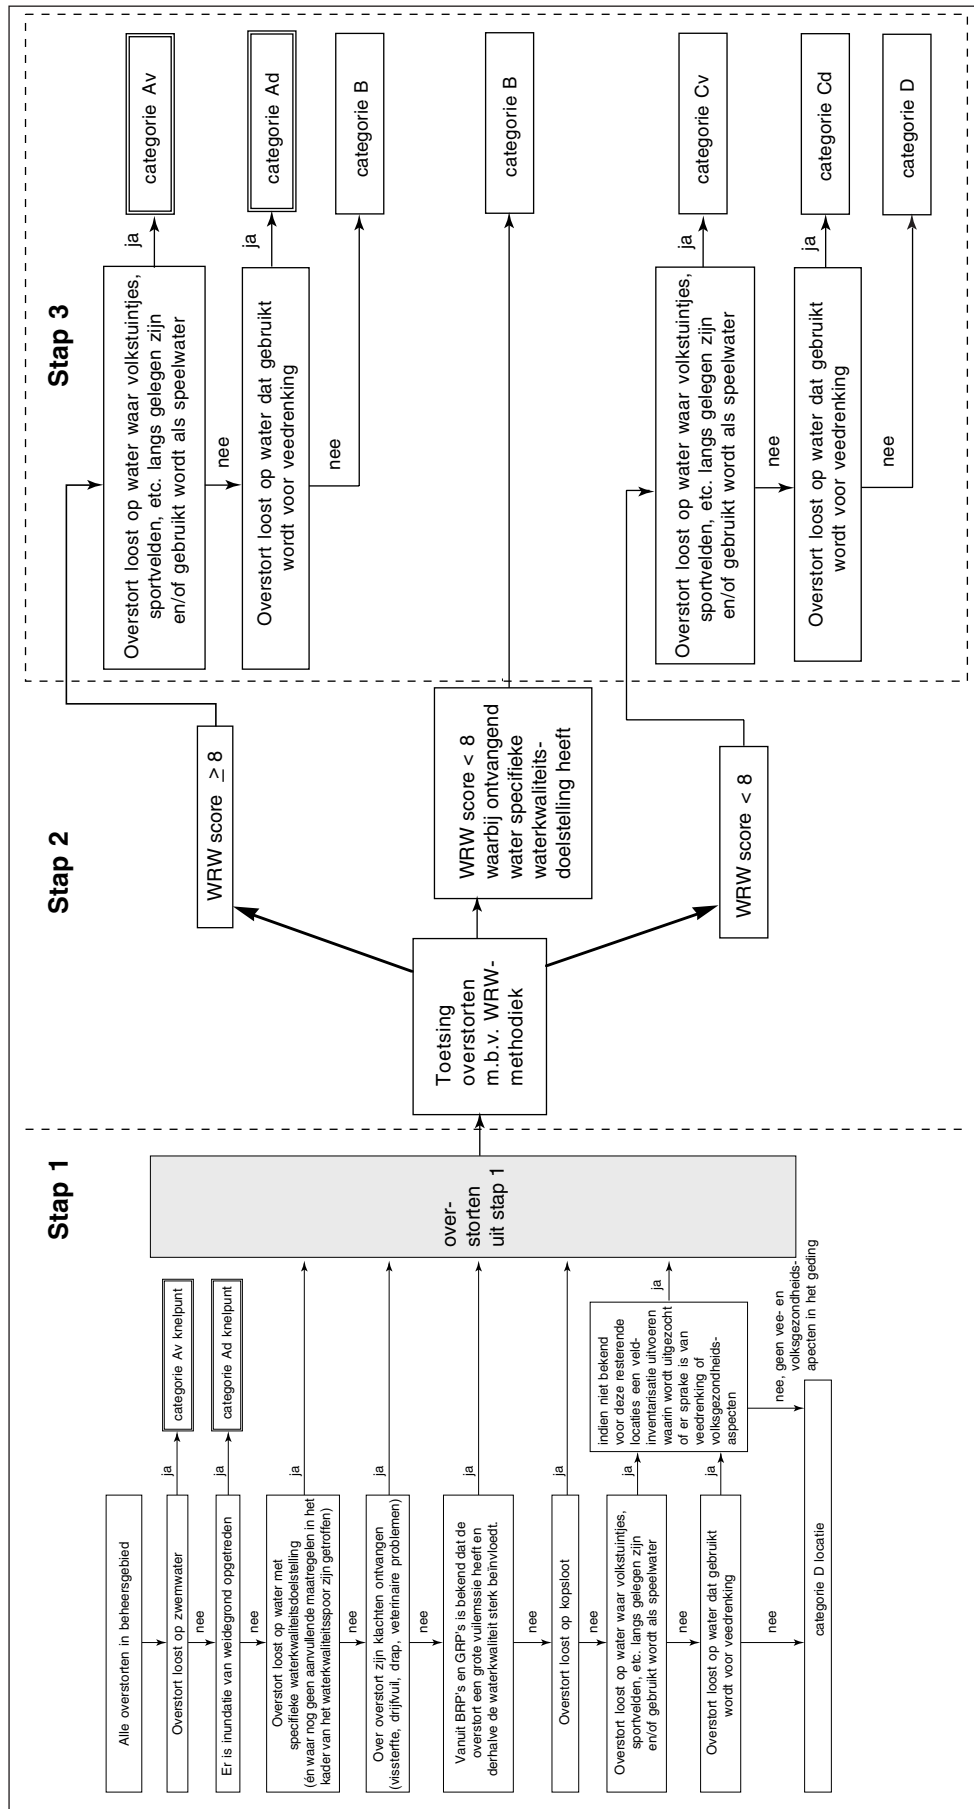 Stap 1
Alle overstorten in beheersgebied
Overstort loost op zwemwater
ja
categorie Av knelpunt
nee
Er is inundatie van weidegrond opgetreden
ja
categorie Ad knelpunt
nee
Overstort loost op water met
specifieke waterkwaliteitsdoelstelling
(én waar nog geen aanvullende maatregelen in het
kader van het waterkwaliteitsspoor zijn getroffen)
ja
nee
Over overstort zijn klachten ontvangen
(vissterfte, drijfvuil, drap, veterinaire problemen)
ja
nee
Vanuit BRP's en GRP's is bekend dat de
overstort een grote vuilemssie heeft en
derhalve de waterkwaliteit sterk beïnvloedt.
ja
nee
Overstort loost op kopsloot
ja
nee
Overstort loost op water waar volkstuintjes,
sportvelden, etc. langs gelegen zijn
en/of gebruikt wordt als speelwater
ja
nee
Overstort loost op water dat gebruikt
wordt voor veedrenking
ja
nee
categorie D locatie
indien niet bekend
voor deze resterende
locaties een veld-
inventarisatie uitvoeren
waarin wordt uitgezocht
of er sprake is van
veedrenking of
volksgezondheids-
aspecten
ja
nee, geen vee- en
volksgezondheids-
apecten in het geding
over-
storten
uit stap 1
Stap 2
Toetsing
overstorten
m.b.v. WRW-
methodiek
WRW score ≥ 8
WRW score < 8
waarbij ontvangend
water specifieke
waterkwaliteits-
doelstelling heeft
WRW score < 8
Stap 3
Overstort loost op water waar volkstuintjes,
sportvelden, etc. langs gelegen zijn
en/of gebruikt wordt als speelwater
ja
categorie Av
nee
Overstort loost op water dat gebruikt
wordt voor veedrenking
ja
categorie Ad
nee
categorie B
categorie B
Overstort loost op water waar volkstuintjes,
sportvelden, etc. langs gelegen zijn
en/of gebruikt wordt als speelwater
ja
categorie Cv
nee
Overstort loost op water dat gebruikt
wordt voor veedrenking
ja
categorie Cd
nee
categorie D